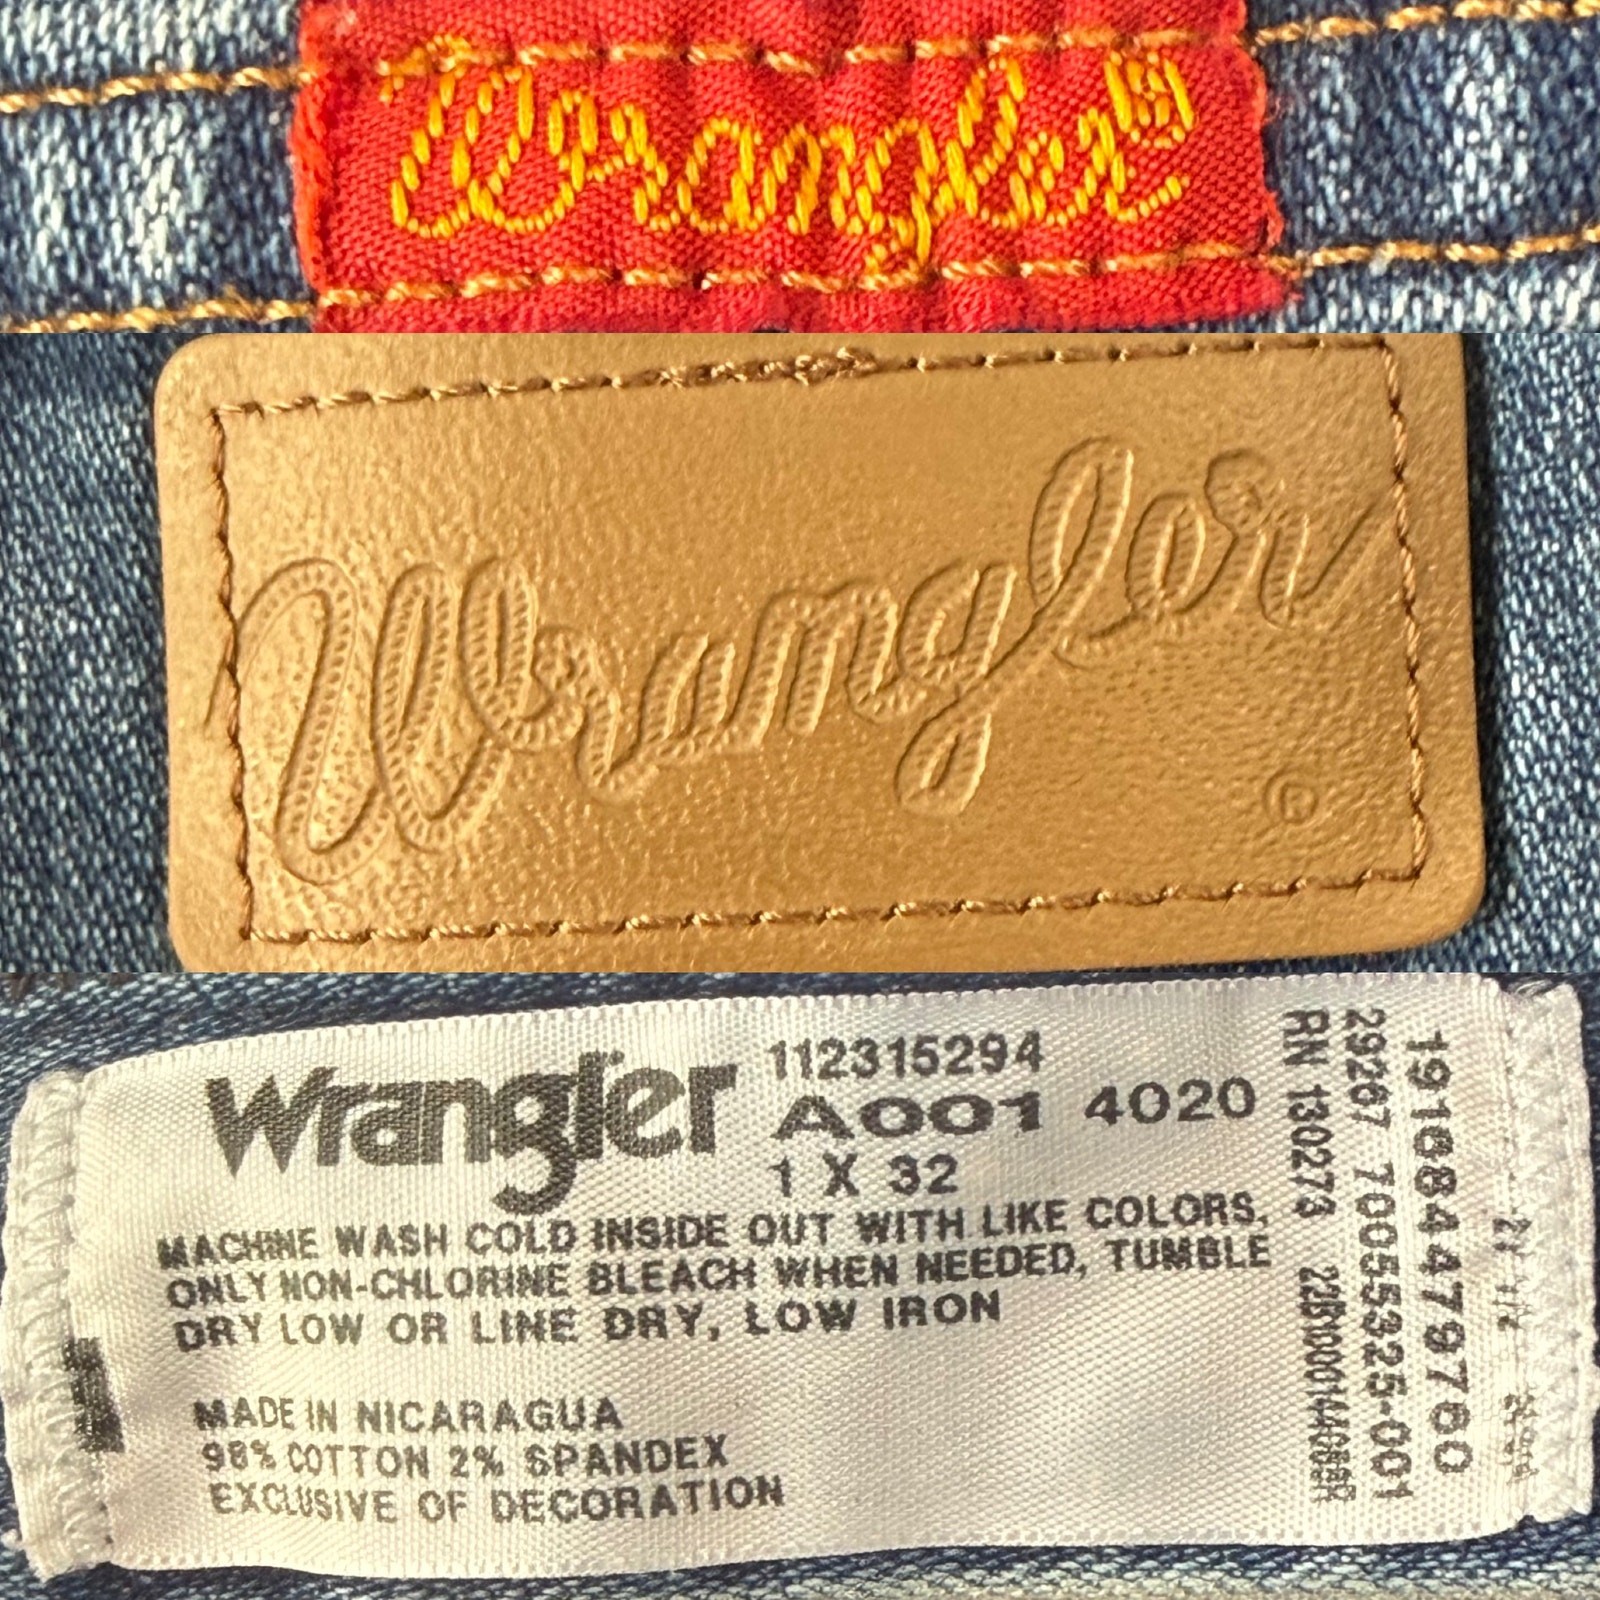 Wrangler
Wrangler
©
Wrangler 112315294
A001 4020
1 X 32
MACHINE WASH COLD INSIDE OUT WITH LIKE COLORS,
ONLY NON-CHLORINE BLEACH WHEN NEEDED, TUMBLE
DRY LOW OR LINE DRY, LOW IRON
MADE IN NICARAGUA
98% COTTON 2% SPANDEX
EXCLUSIVE OF DECORATION
191684479760
29267 70055325-001
RN 130273